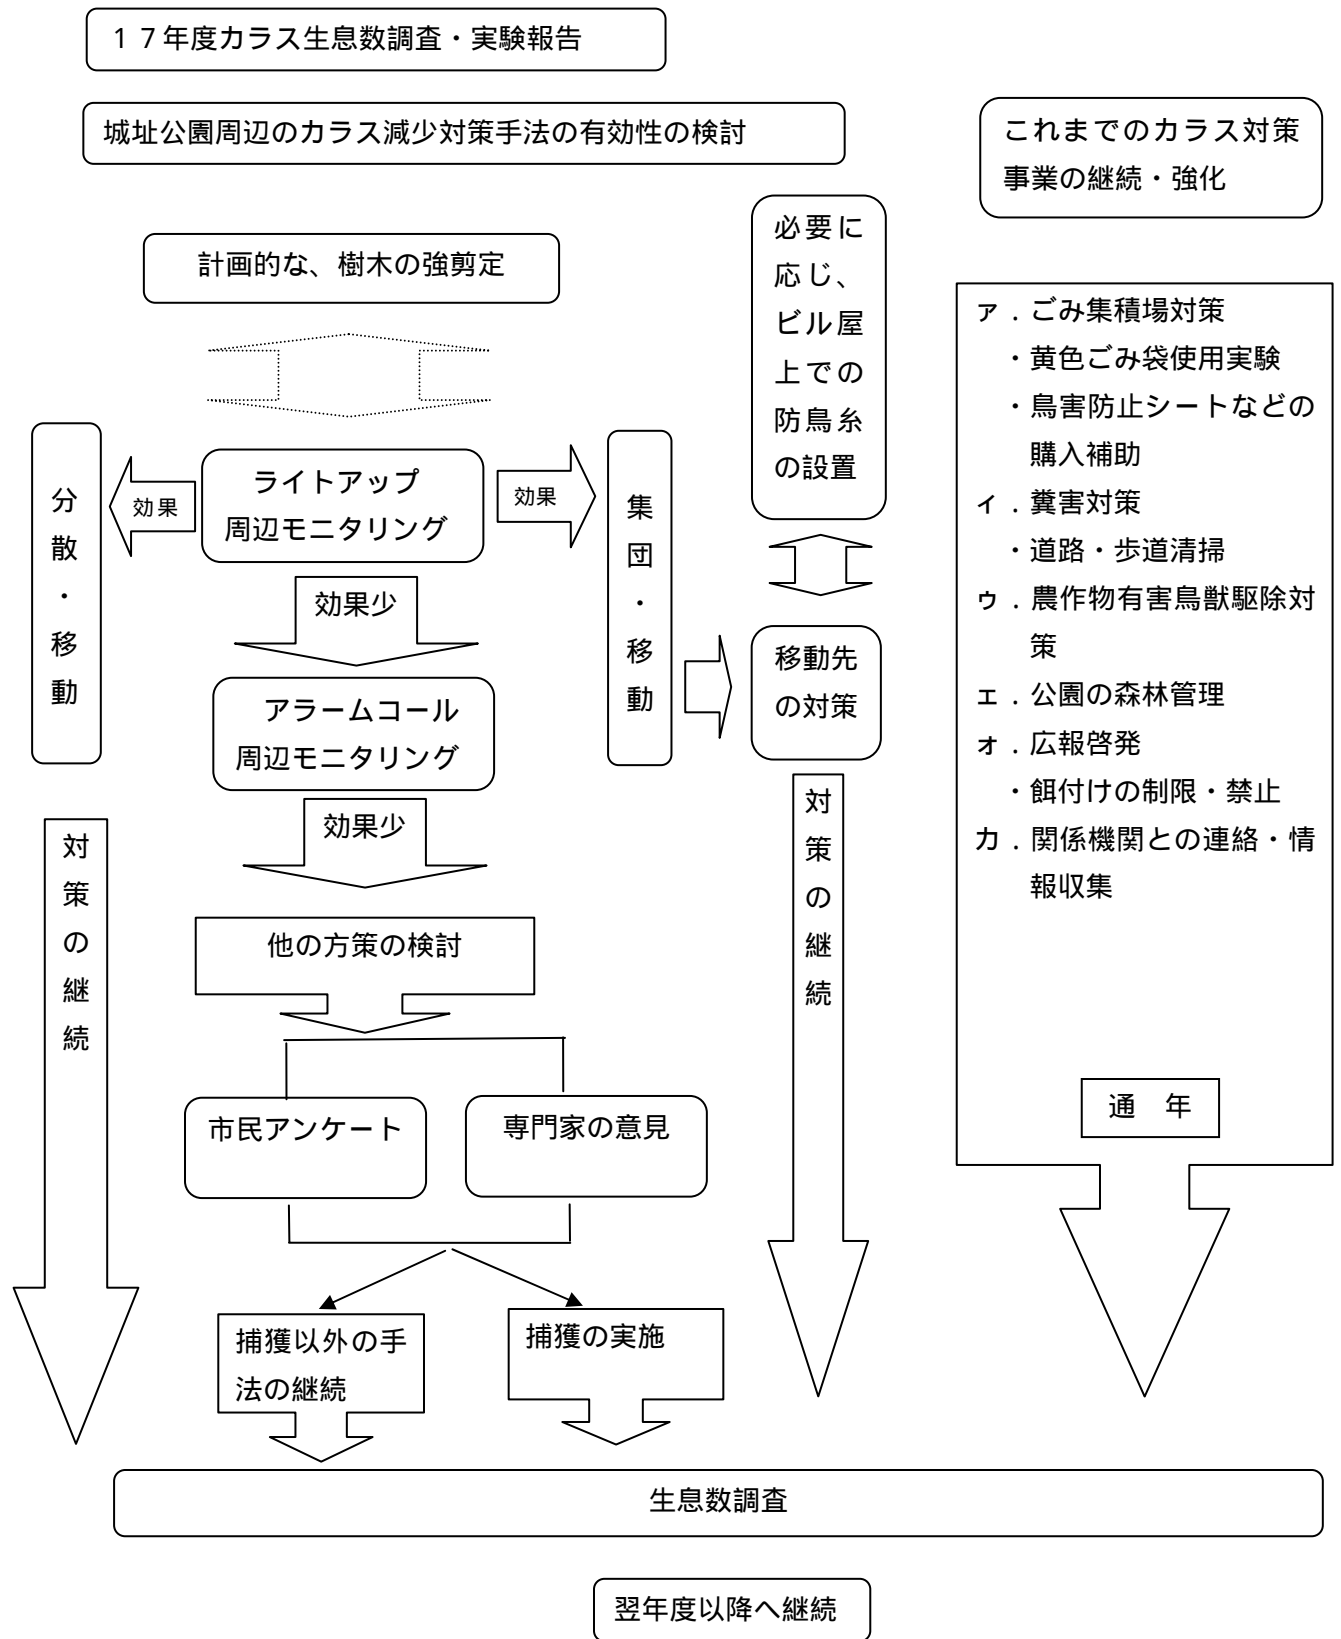 １７年度カラス生息数調査・実験報告
城址公園周辺のカラス減少対策手法の有効性の検討
これまでのカラス対策
事業の継続・強化
計画的な、樹木の強剪定
必要に
応じ、
ビル屋
上での
防鳥糸
の設置
分散・移動
効果
ライトアップ
周辺モニタリング
効果
集団・移動
効果少
移動先
の対策
アラームコール
周辺モニタリング
効果少
対策の継続
対策の継続
他の方策の検討
市民アンケート
専門家の意見
捕獲以外の手
法の継続
捕獲の実施
ア．ごみ集積場対策
・黄色ごみ袋使用実験
・鳥害防止シートなどの
購入補助
イ．糞害対策
・道路・歩道清掃
ウ．農作物有害鳥獣駆除対
策
エ．公園の森林管理
オ．広報啓発
・餌付けの制限・禁止
カ．関係機関との連絡・情
報収集
通　年
生息数調査
翌年度以降へ継続